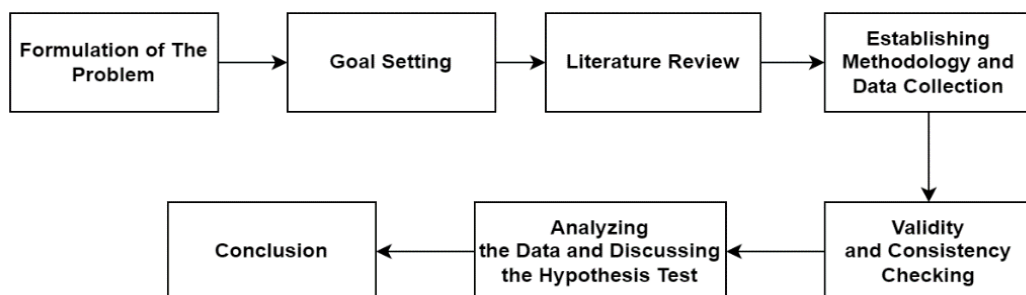 Formulation of The
Problem
Goal Setting
Literature Review
Establishing
Methodology and
Data Collection
Validity
and Consistency
Checking
Analyzing
the Data and Discussing
the Hypothesis Test
Conclusion